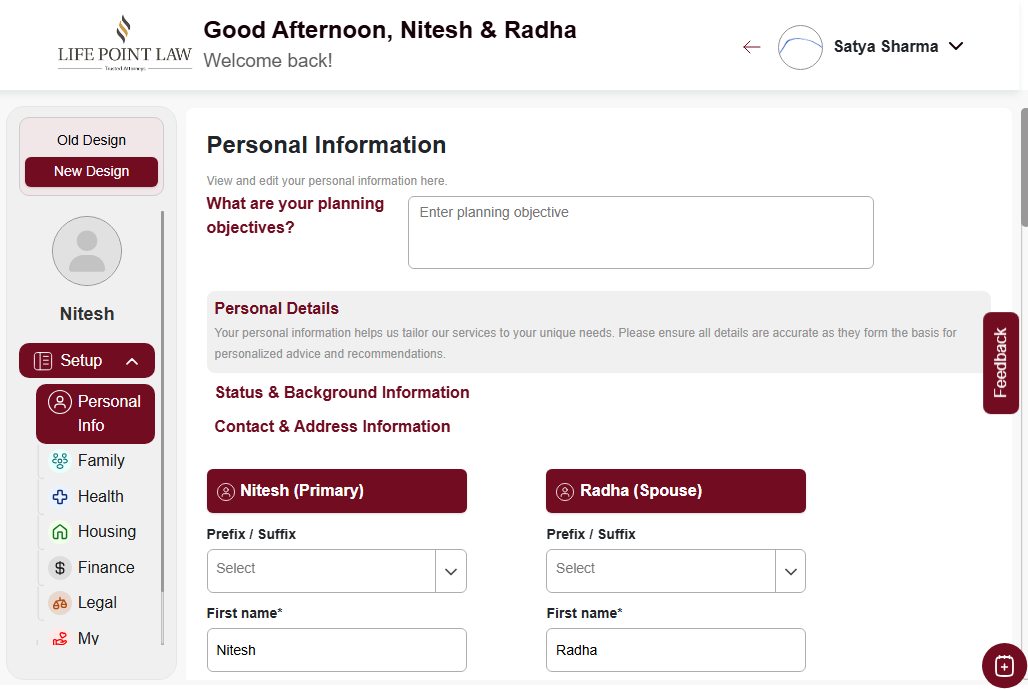 LIFE POINT LAW
Trusted Attorneys
Good Afternoon, Nitesh & Radha
Welcome back!
Satya Sharma
Old Design
New Design
Nitesh
Setup
Personal
Info
Family
Health
Housing
Finance
Legal
My
Personal Information
View and edit your personal information here.
What are your planning
objectives?
Enter planning objective
Personal Details
Your personal information helps us tailor our services to your unique needs. Please ensure all details are accurate as they form the basis for
personalized advice and recommendations.
Status & Background Information
Contact & Address Information
Nitesh (Primary)
Radha (Spouse)
Prefix / Suffix
Prefix / Suffix
Select
Select
First name*
First name*
Nitesh
Radha
Feedback